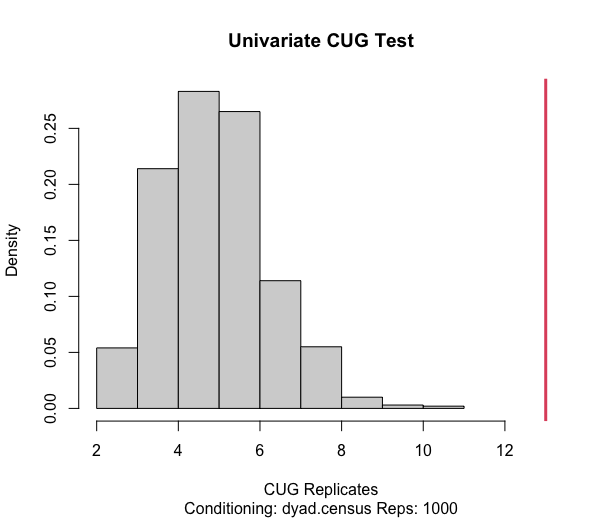 Univariate CUG Test
Density
0.25
0.20
0.15
0.10
0.05
0.00
2 4 6 8 10 12
CUG Replicates
Conditioning: dyad.census Reps: 1000